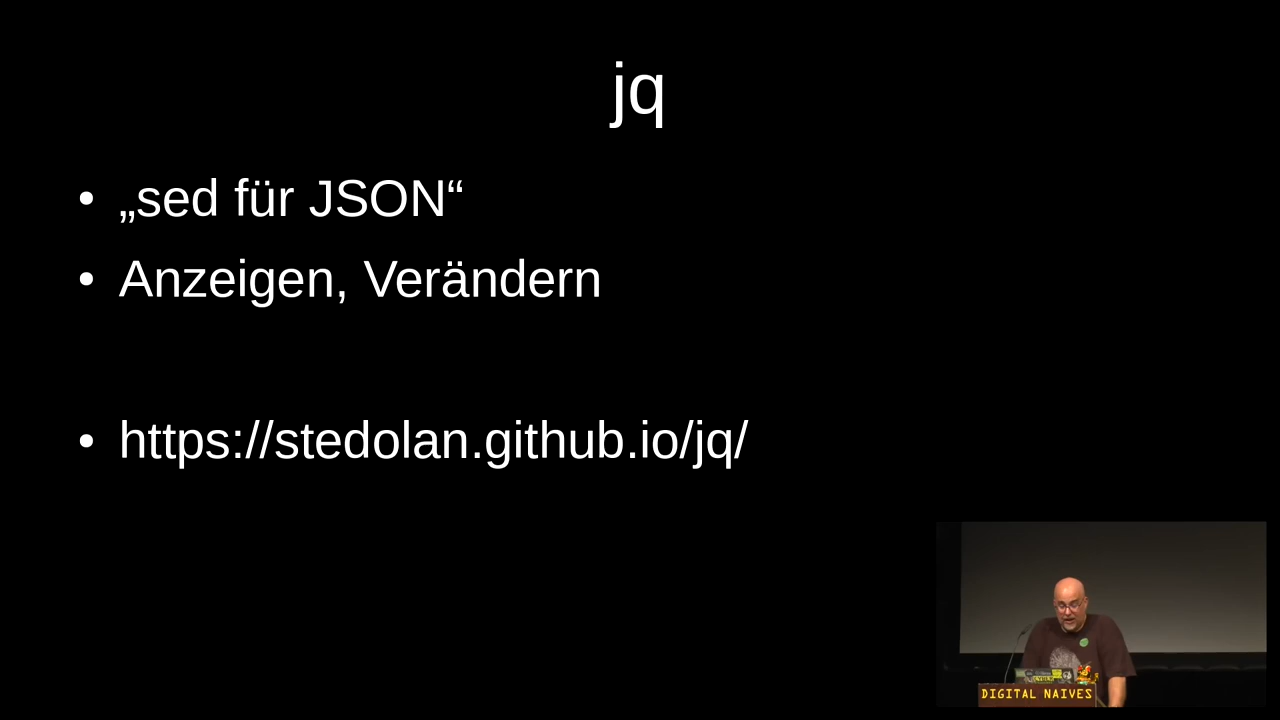 jq
• „sed für JSON“
• Anzeigen, Verändern
• https://stedolan.github.io/jq/
DIGITAL NAIVES